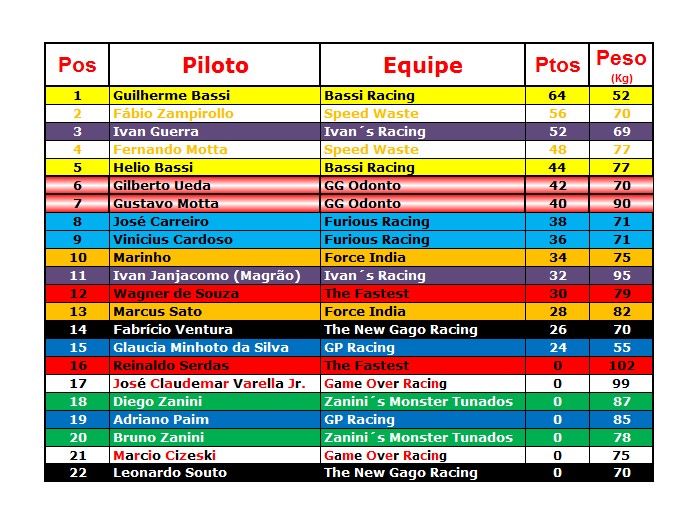 Pos Piloto Equipe Ptos Peso (Kg)
1 Guilherme Bassi Bassi Racing 64 52
2 Fábio Zampirollo Speed Waste 56 70
3 Ivan Guerra Ivan´s Racing 52 69
4 Fernando Motta Speed Waste 48 77
5 Helio Bassi Bassi Racing 44 77
6 Gilberto Ueda GG Odonto 42 70
7 Gustavo Motta GG Odonto 40 90
8 José Carreiro Furious Racing 38 71
9 Vinicius Cardoso Furious Racing 36 71
10 Marinho Force India 34 75
11 Ivan Janjacomo (Magrão) Ivan´s Racing 32 95
12 Wagner de Souza The Fastest 30 79
13 Marcus Sato Force India 28 82
14 Fabrício Ventura The New Gago Racing 26 70
15 Glaucia Minhoto da Silva GP Racing 24 55
16 Reinaldo Serdas The Fastest 0 102
17 José Claudemar Varella Jr. Game Over Racing 0 99
18 Diego Zanini Zanini´s Monster Tunados 0 87
19 Adriano Paim GP Racing 0 85
20 Bruno Zanini Zanini´s Monster Tunados 0 78
21 Marcio Cizeski Game Over Racing 0 75
22 Leonardo Souto The New Gago Racing 0 70